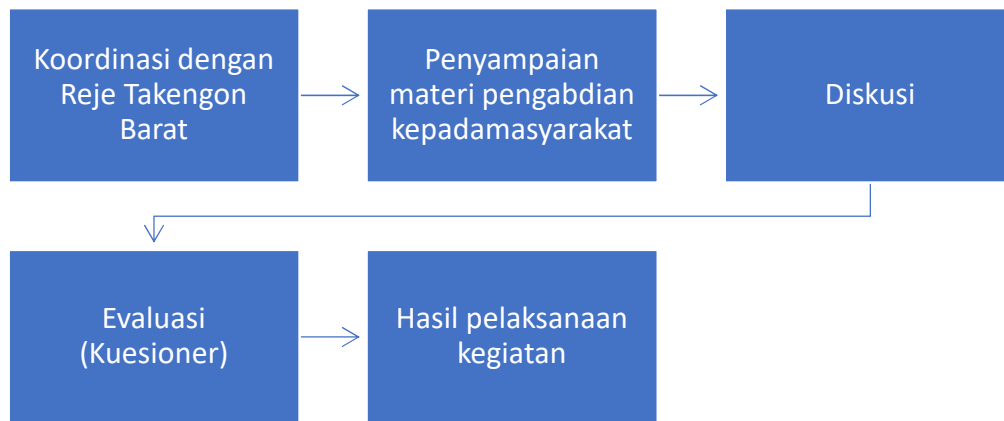 Koordinasi dengan
Reje Takengon
Barat
Penyampaian
materi pengabdian
kepadamasyarakat
Diskusi
Evaluasi
(Kuesioner)
Hasil pelaksanaan
kegiatan